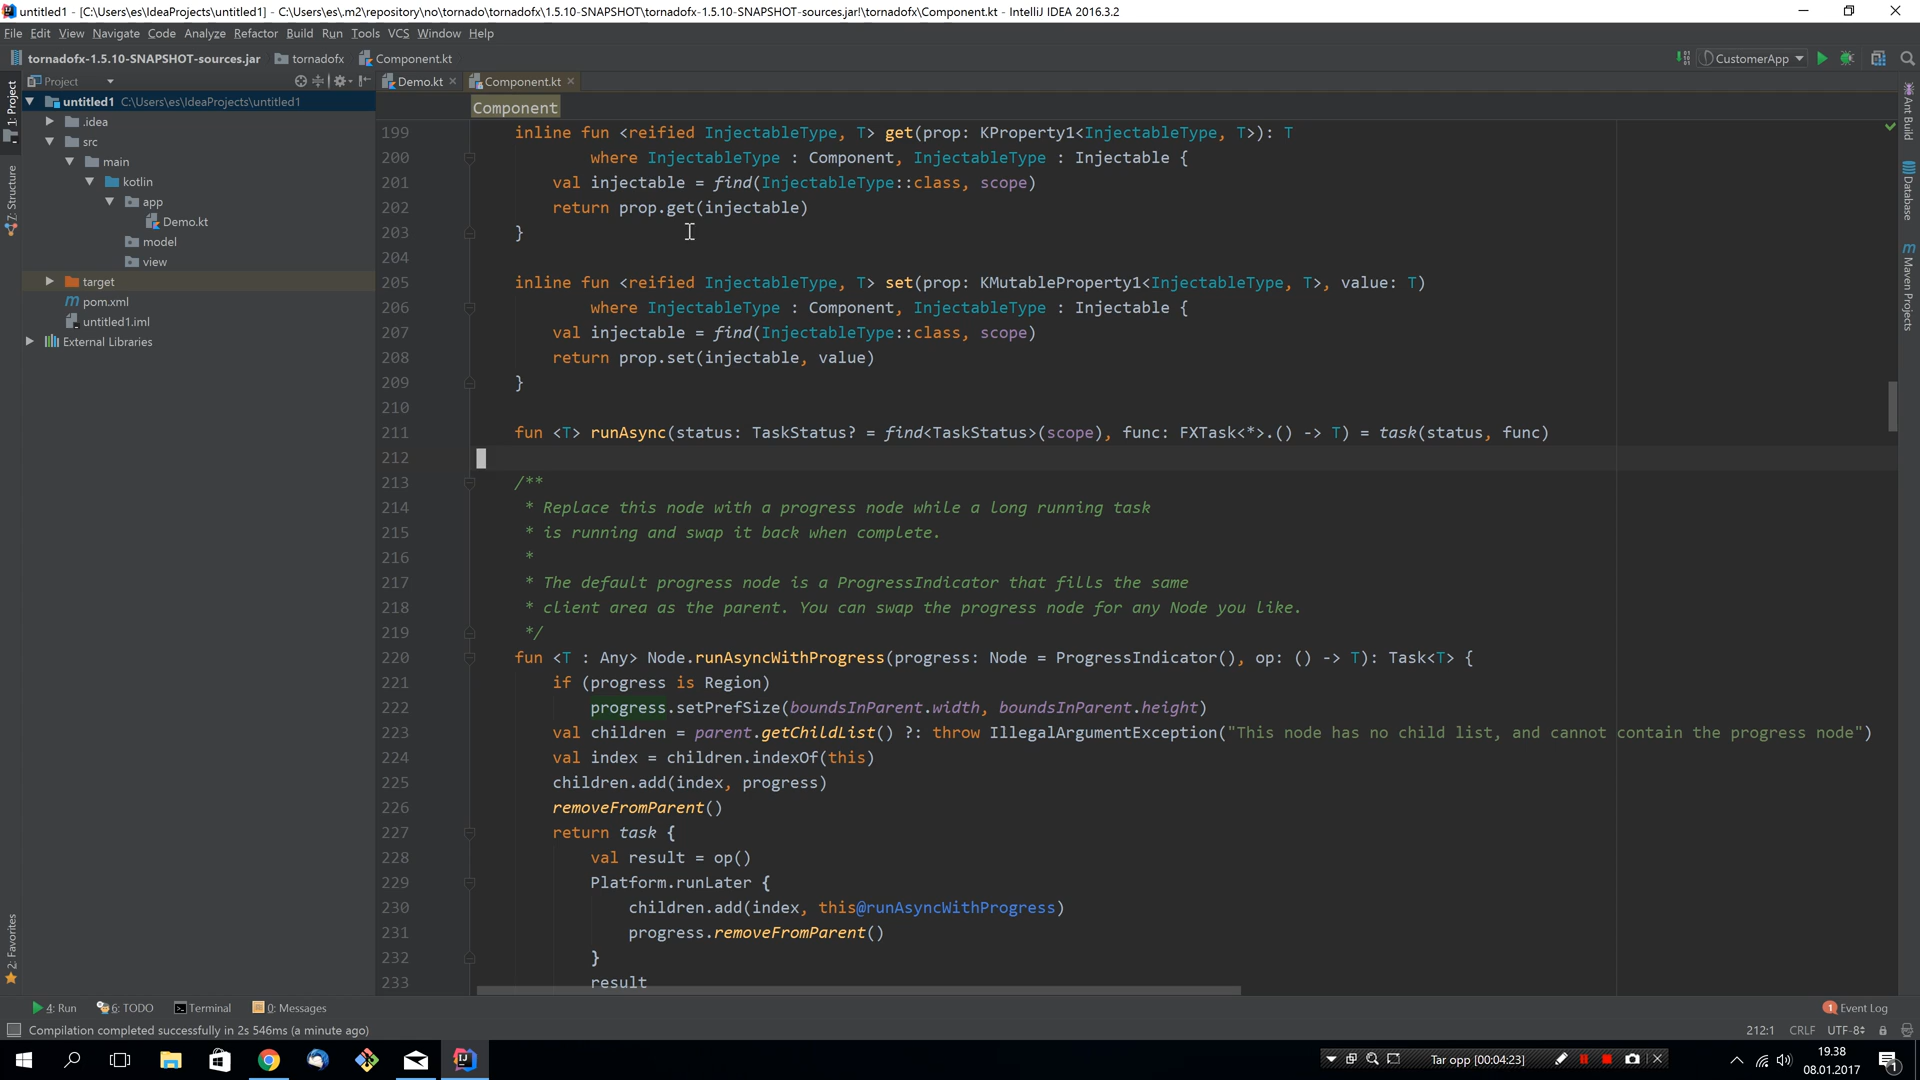 untitled1 - [C:\Users\es\IdeaProjects\untitled1] - C:\Users\es\.m2\repository\no\tornado\tornadofx\1.5.10-SNAPSHOT\tornadofx-1.5.10-SNAPSHOT-sources.jar!\tornadofx\Component.kt - IntelliJ IDEA 2016.3.2
File Edit View Navigate Code Analyze Refactor Build Run Tools VCS Window Help
tornadofx-1.5.10-SNAPSHOT-sources.jar tornadofx Component.kt CustomerApp
Project Demo.kt Component.kt
Component
1: Project
7: Structure
2: Favorites
untitled1 C:\Users\es\IdeaProjects\untitled1
.idea
src
main
kotlin
app
Demo.kt
model
view
target
pom.xml
untitled1.iml
External Libraries
199 inline fun <reified InjectableType, T> get(prop: KProperty1<InjectableType, T>): T
200 where InjectableType : Component, InjectableType : Injectable {
201 val injectable = find(InjectableType::class, scope)
202 return prop.get(injectable)
203 }
204
205 inline fun <reified InjectableType, T> set(prop: KMutableProperty1<InjectableType, T>, value: T)
206 where InjectableType : Component, InjectableType : Injectable {
207 val injectable = find(InjectableType::class, scope)
208 return prop.set(injectable, value)
209 }
210
211 fun <T> runAsync(status: TaskStatus? = find<TaskStatus>(scope), func: FXTask<*>.() -> T) = task(status, func)
212
213 /**
214 * Replace this node with a progress node while a long running task
215 * is running and swap it back when complete.
216 *
217 * The default progress node is a ProgressIndicator that fills the same
218 * client area as the parent. You can swap the progress node for any Node you like.
219 */
220 fun <T : Any> Node.runAsyncWithProgress(progress: Node = ProgressIndicator(), op: () -> T): Task<T> {
221 if (progress is Region)
222 progress.setPrefSize(boundsInParent.width, boundsInParent.height)
223 val children = parent.getChildList() ?: throw IllegalArgumentException("This node has no child list, and cannot contain the progress node")
224 val index = children.indexOf(this)
225 children.add(index, progress)
226 removeFromParent()
227 return task {
228 val result = op()
229 Platform.runLater {
230 children.add(index, this@runAsyncWithProgress)
231 progress.removeFromParent()
232 }
233 result
Ant Build
Database
Maven Projects
4: Run 6: TODO Terminal 0: Messages 1 Event Log
Compilation completed successfully in 2s 546ms (a minute ago) 212:1 CRLF UTF-8
Tar opp [00:04:23]
19.38
08.01.2017
1